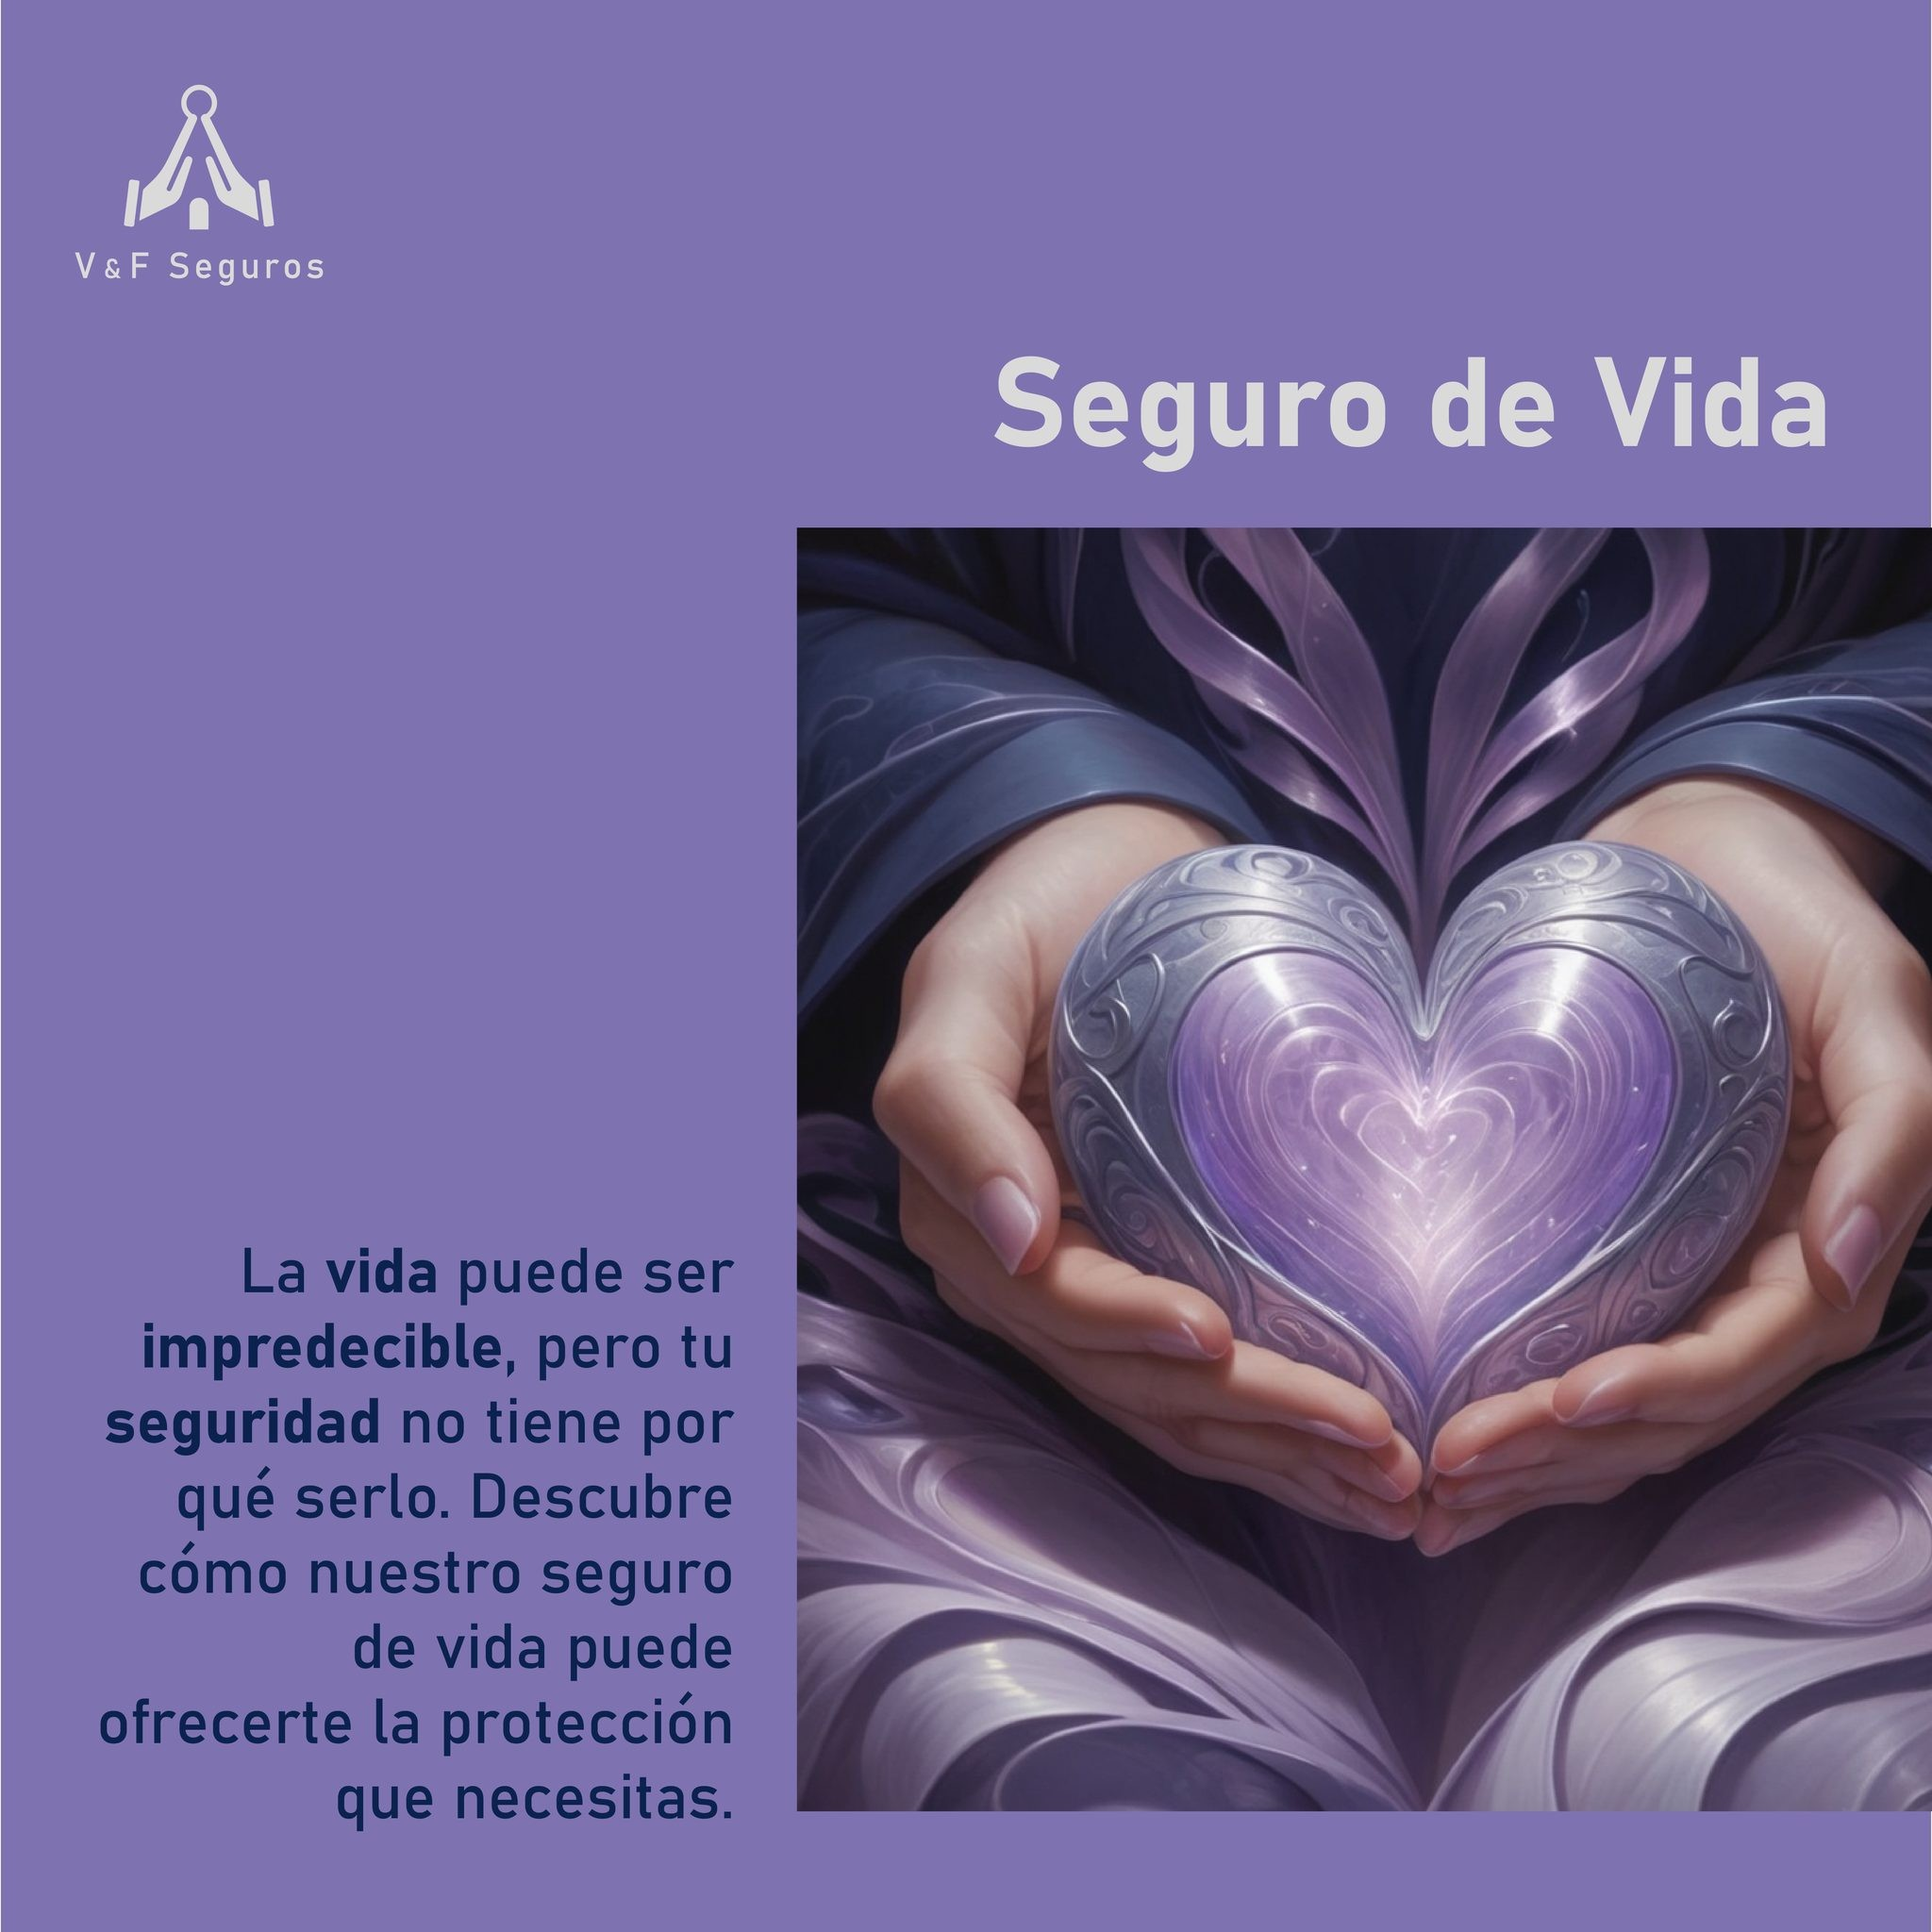 V&F Seguros
Seguro de Vida
La vida puede ser
impredecible, pero tu
seguridad no tiene por
qué serlo. Descubre
cómo nuestro seguro
de vida puede
ofrecerte la protección
que necesitas.